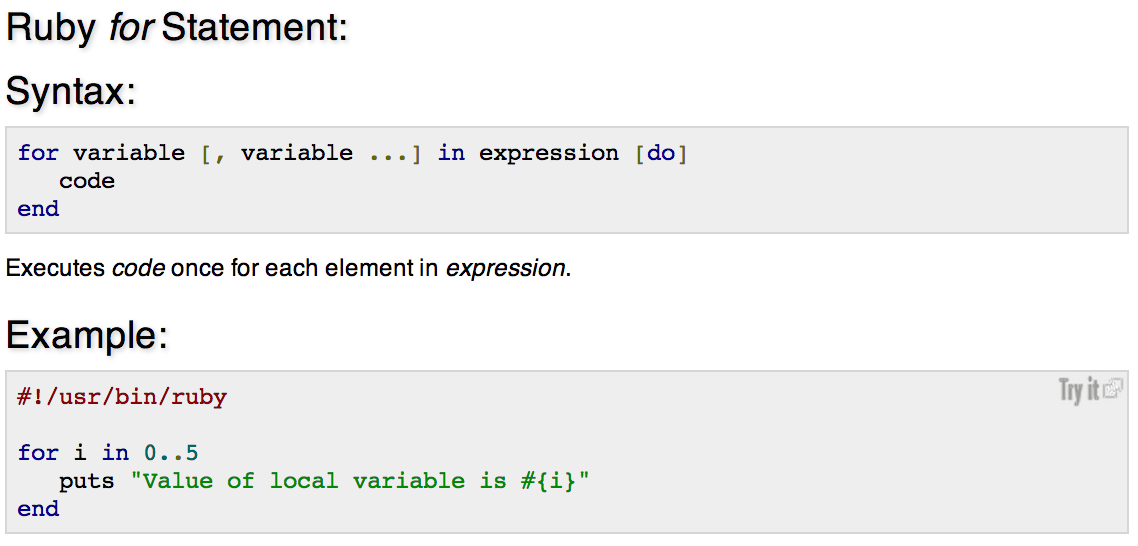 Ruby for Statement:
Syntax:
for variable [, variable ...] in expression [do]
   code
end
Executes code once for each element in expression.
Example:
#!/usr/bin/ruby
Try it
for i in 0..5
   puts "Value of local variable is #{i}"
end